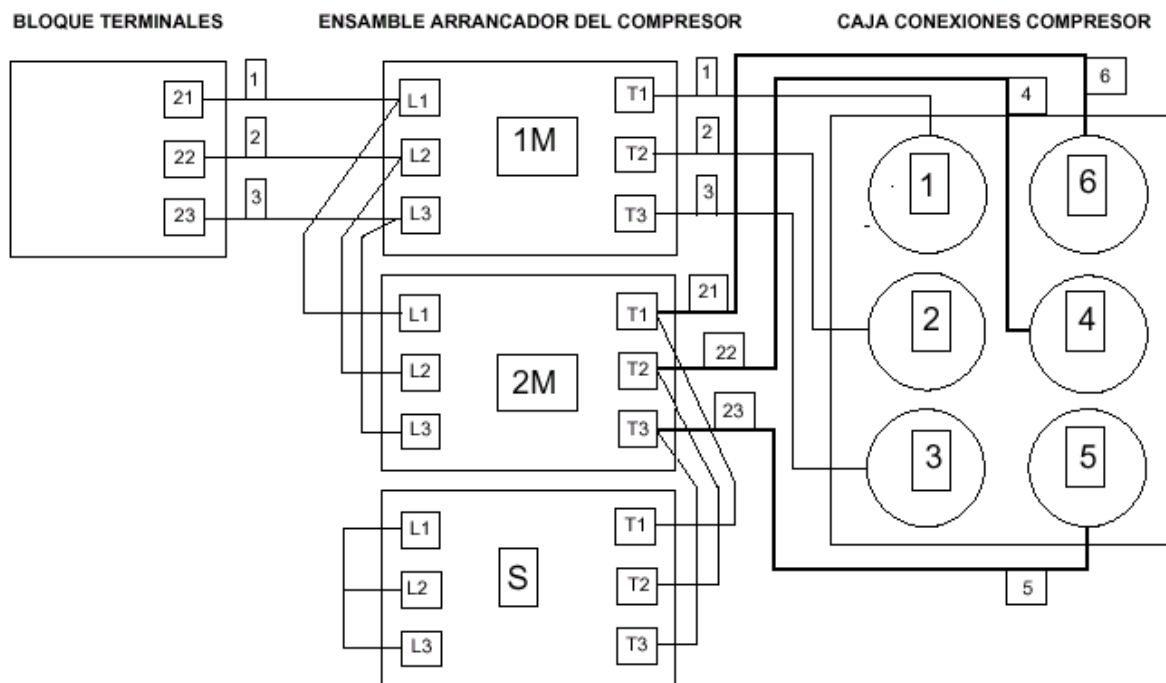 BLOQUE TERMINALES
ENSAMBLE ARRANCADOR DEL COMPRESOR
CAJA CONEXIONES COMPRESOR
21
22
23
1
2
3
L1
L2
L3
1M
T1
T2
T3
1
2
3
6
4
1
6
2
4
3
5
L1
L2
L3
2M
T1
T2
T3
21
22
23
L1
L2
L3
S
T1
T2
T3
5